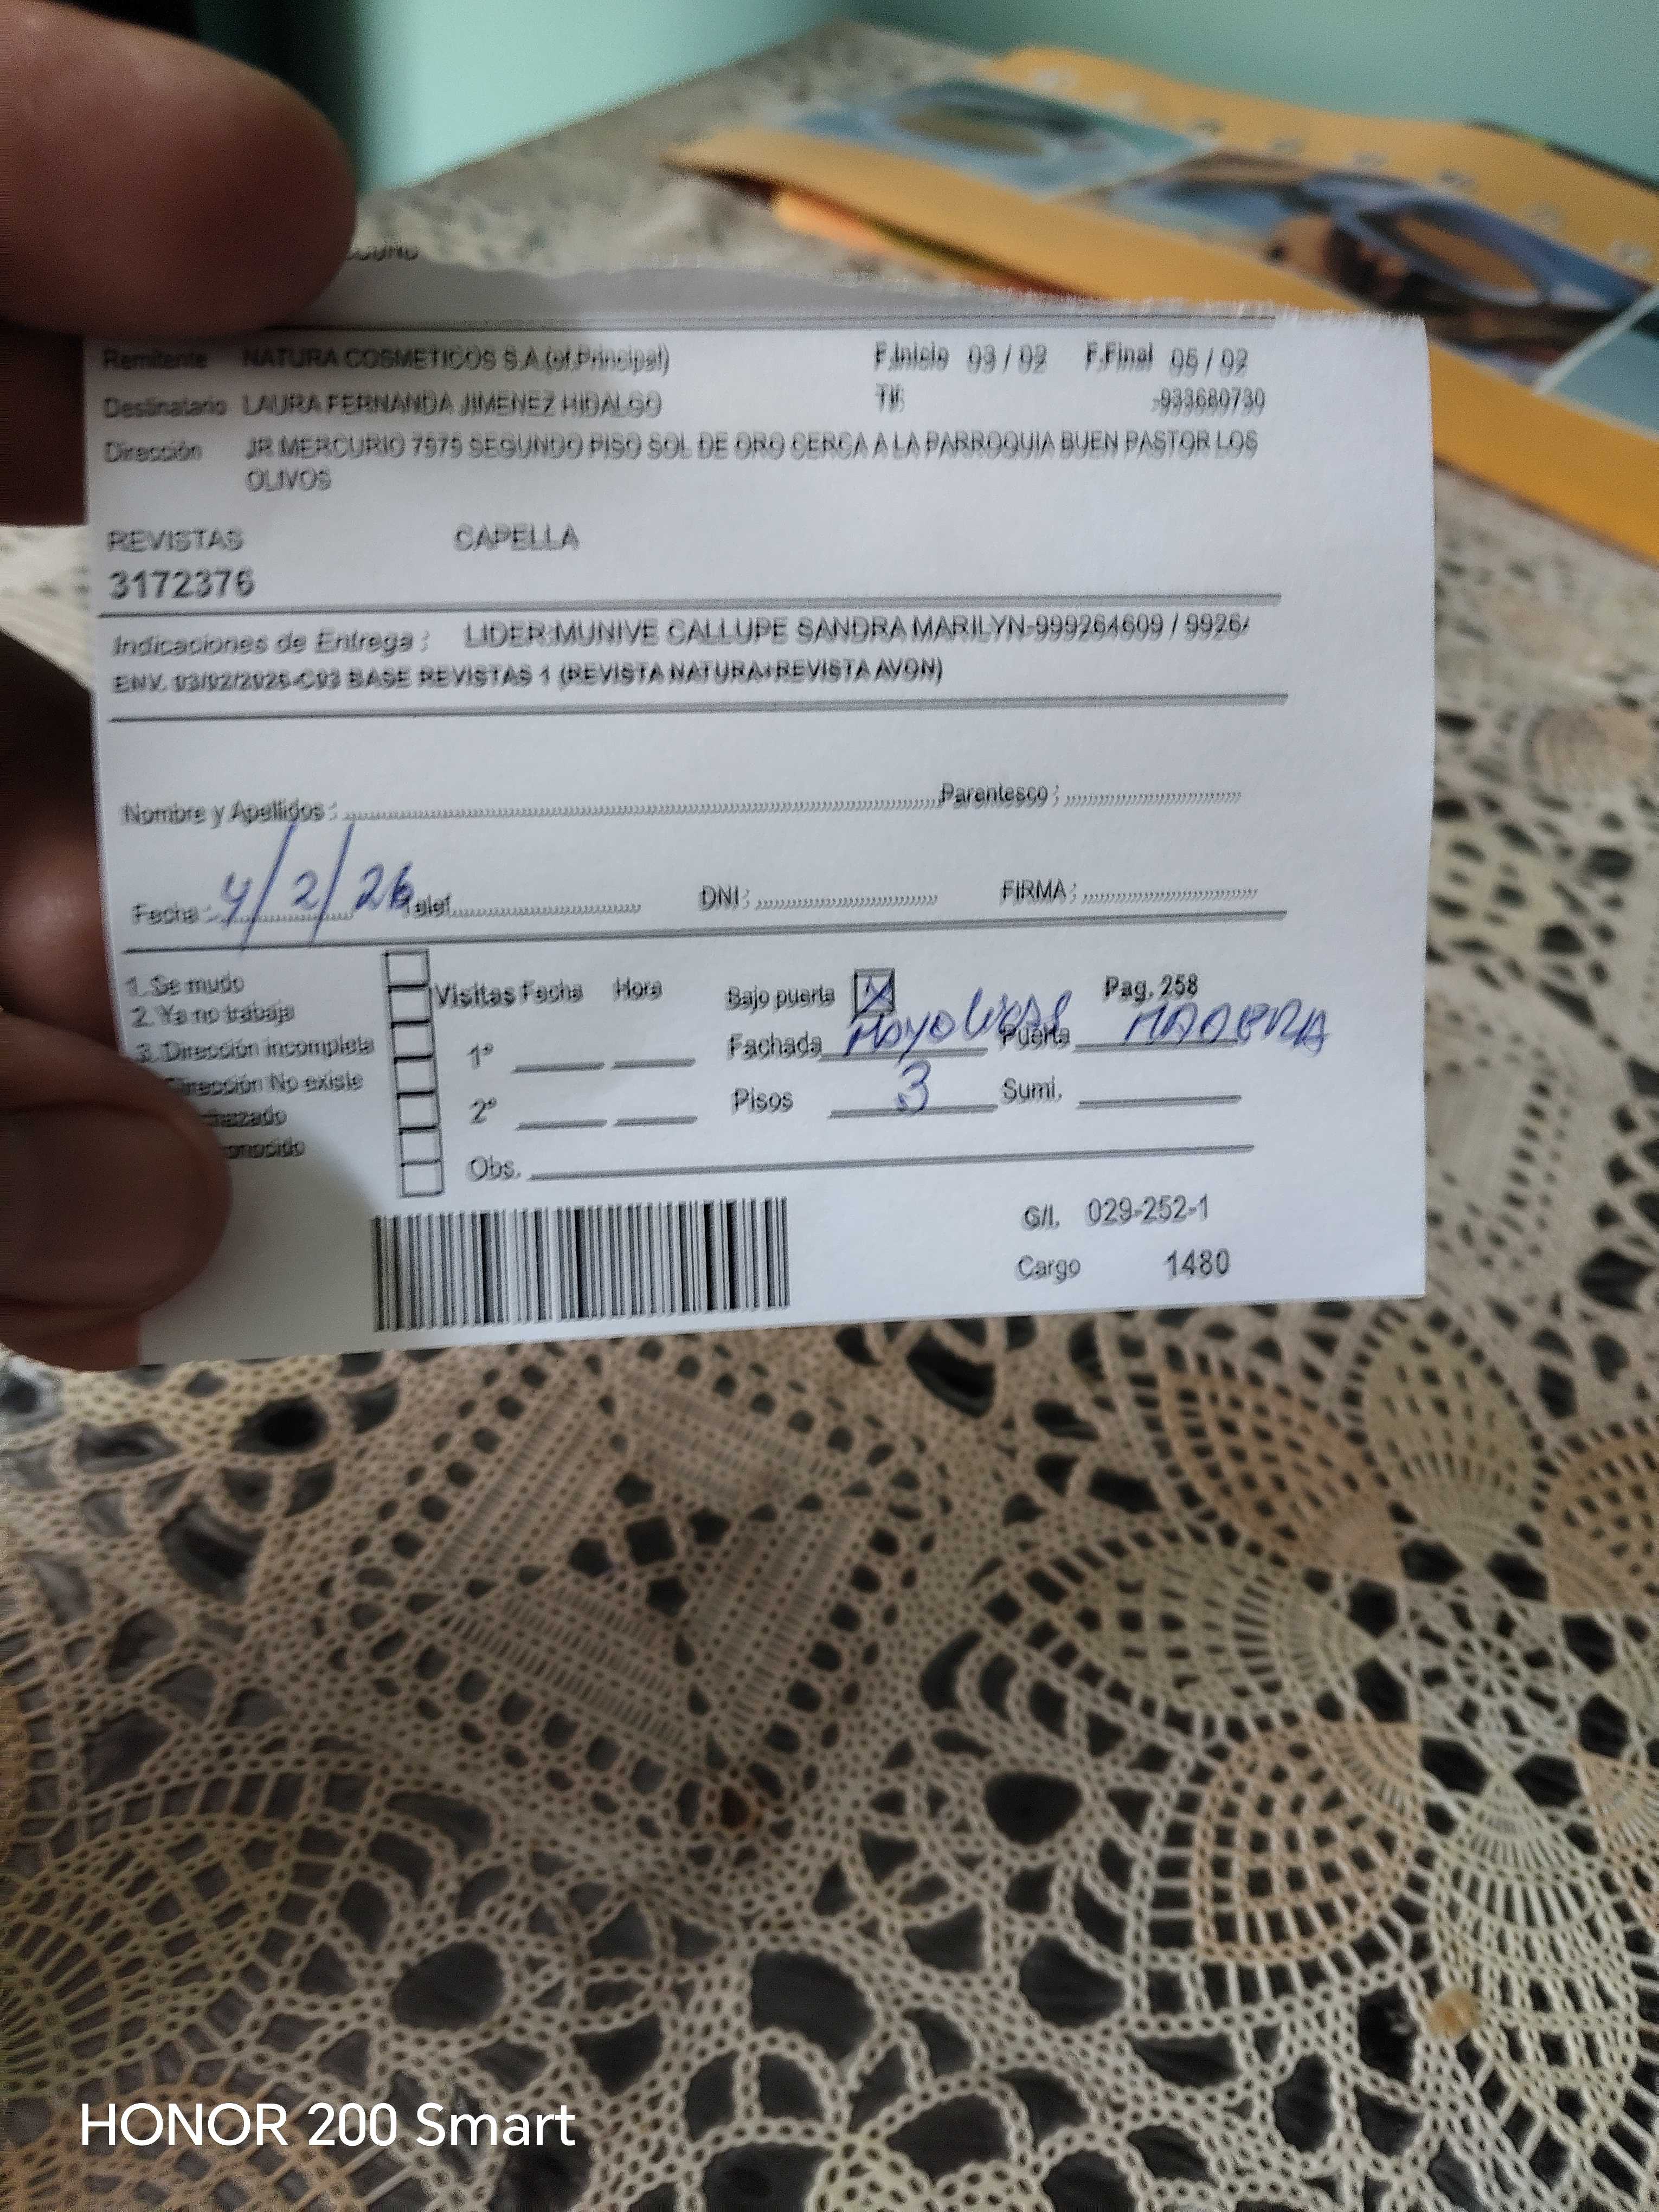 Remitente NATURA COSMETICOS S.A.(of.Principal) F.Inicio 03/02 F.Final 05/02
Destinatario LAURA FERNANDA JIMENEZ HIDALGO Tlf: -933680730
Dirección JR MERCURIO 7575 SEGUNDO PISO SOL DE ORO CERCA A LA PARROQUIA BUEN PASTOR LOS
OLIVOS
REVISTAS CAPELLA
3172376
Indicaciones de Entrega : LIDER:MUNIVE CALLUPE SANDRA MARILYN-999264609 / 9926
ENV. 03/02/2026-C03 BASE REVISTAS 1 (REVISTA NATURA+REVISTA AVON)
Nombre y Apellidos : Parentesco :
Fecha : 4/2/26 Telef. DNI : FIRMA :
1. Se mudo
2. Ya no trabaja
3. Dirección incompleta
Dirección No existe
Visitas Fecha Hora
1º
2º
Obs.
Bajo puerta X Pag. 258
Fachada Puerta MADERA
Pisos 3 Sumi.
G/I. 029-252-1
Cargo 1480
HONOR 200 Smart